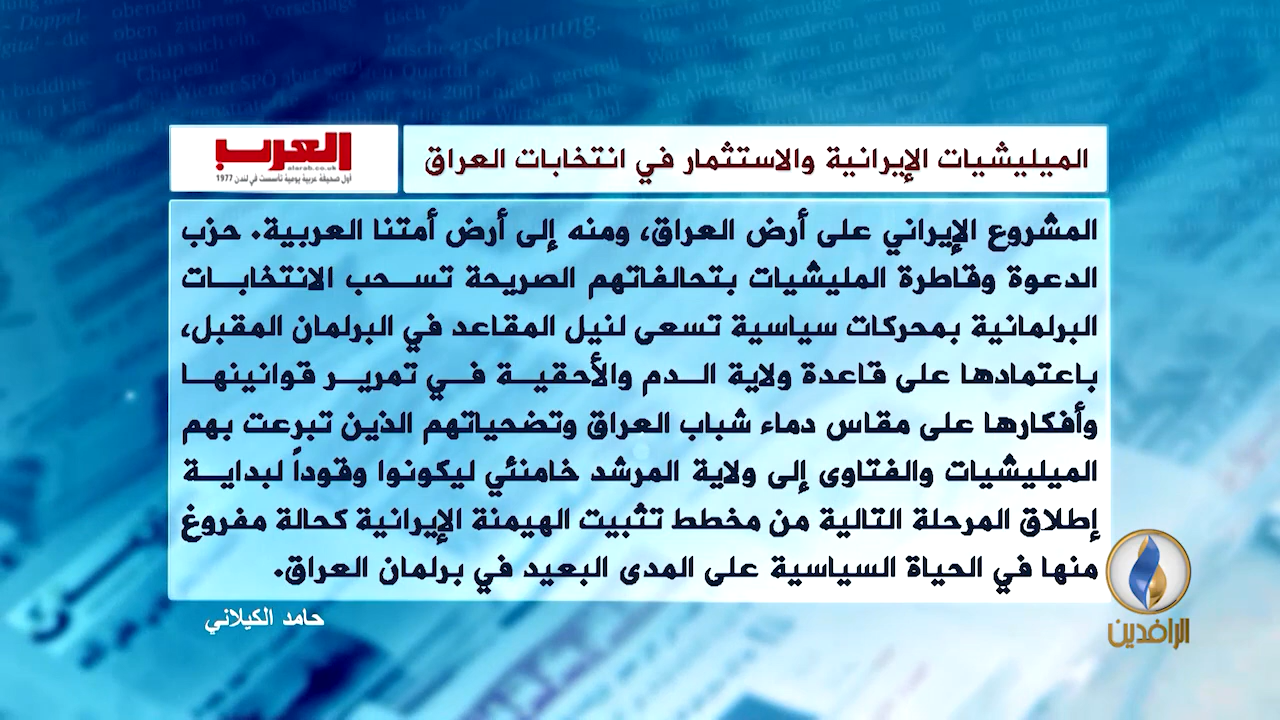 العرب
alarab.co.uk
أول صحيفة عربية يومية تأسست في لندن 1977
الميليشيات الإيرانية والاستثمار في انتخابات العراق
المشروع الإيراني على أرض العراق، ومنه إلى أرض أمتنا العربية. حزب
الدعوة وقاطرة المليشيات بتحالفاتهم الصريحة تسحب الانتخابات
البرلمانية بمحركات سياسية تسعى لنيل المقاعد في البرلمان المقبل،
باعتمادها على قاعدة ولاية الدم والأحقية في تمرير قوانينها
وأفكارها على مقاس دماء شباب العراق وتضحياتهم الذين تبرعت بهم
الميليشيات والفتاوى إلى ولاية المرشد خامنئي ليكونوا وقوداً لبداية
إطلاق المرحلة التالية من مخطط تثبيت الهيمنة الإيرانية كحالة مفروغ
منها في الحياة السياسية على المدى البعيد في برلمان العراق.
حامد الكيلاني
الرافدين